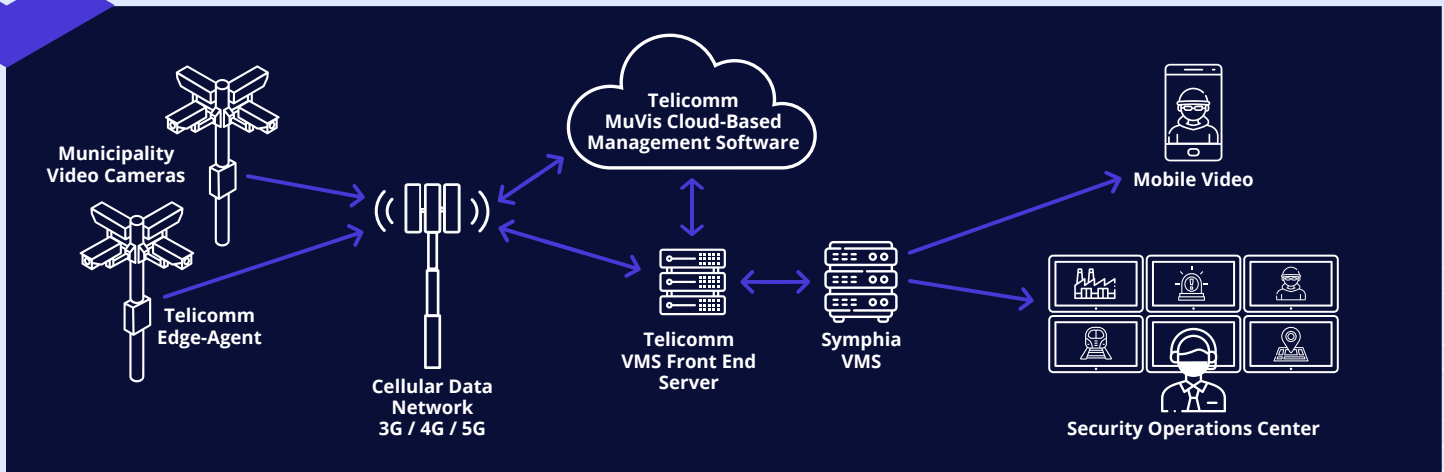 Municipality
Video Cameras
Telicomm
Edge-Agent
Cellular Data
Network
3G / 4G / 5G
Telicomm
MuVis Cloud-Based
Management Software
Telicomm
VMS Front End
Server
Symphia
VMS
Mobile Video
Security Operations Center